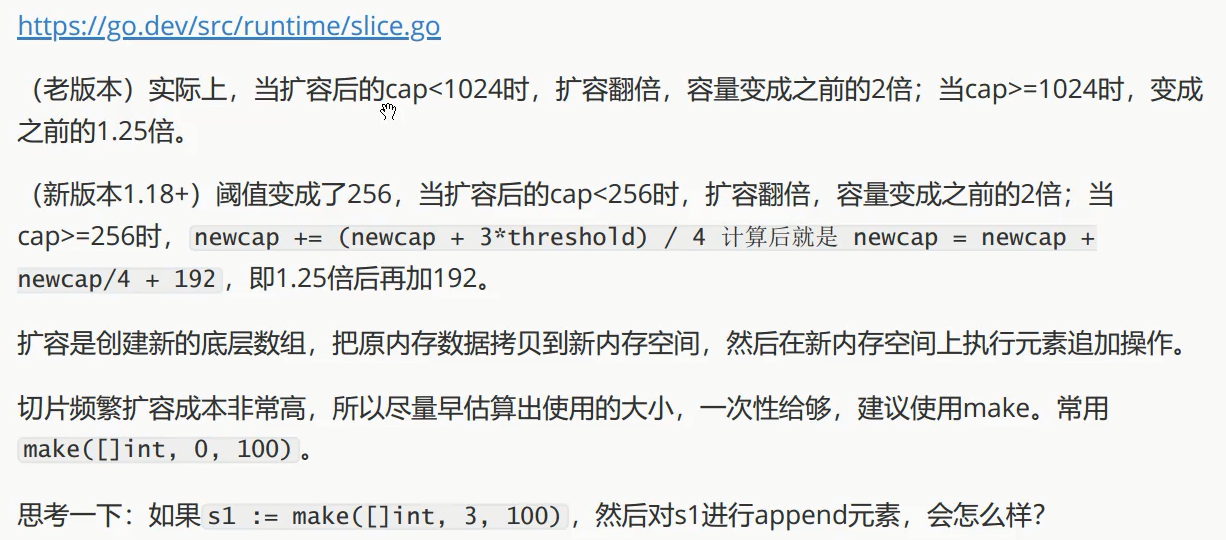 https://go.dev/src/runtime/slice.go
（老版本）实际上，当扩容后的cap<1024时，扩容翻倍，容量变成之前的2倍；当cap>=1024时，变成
之前的1.25倍。
（新版本1.18+）阈值变成了256，当扩容后的cap<256时，扩容翻倍，容量变成之前的2倍；当
cap>=256时， newcap += (newcap + 3*threshold) / 4 计算后就是 newcap = newcap +
newcap/4 + 192 ，即1.25倍后再加192。
扩容是创建新的底层数组，把原内存数据拷贝到新内存空间，然后在新内存空间上执行元素追加操作。
切片频繁扩容成本非常高，所以尽量早估算出使用的大小，一次性给够，建议使用make。常用
make([]int, 0, 100) 。
思考一下：如果 s1 := make([]int, 3, 100) ，然后对s1进行append元素，会怎么样？